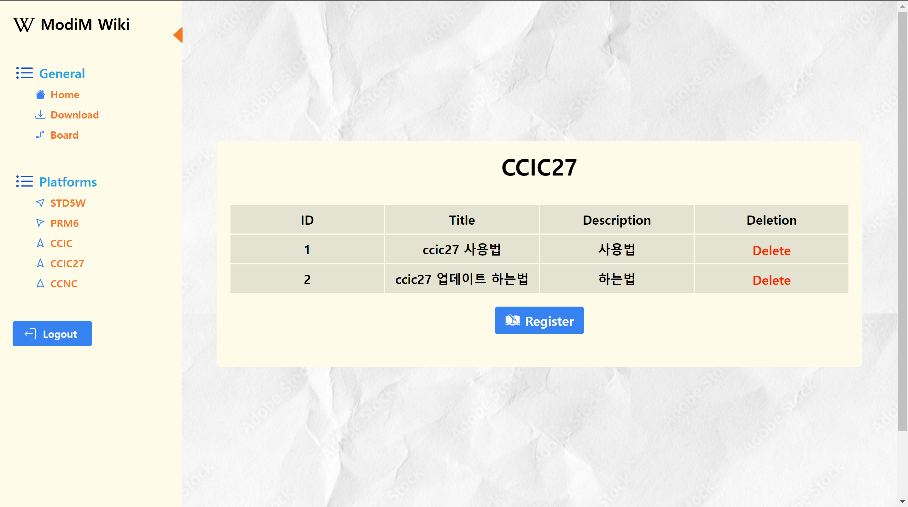 ModiM Wiki
General
Home
Download
Board
Platforms
STD5W
PRM6
CCIC
CCIC27
CCNC
Logout
CCIC27
ID Title Description Deletion
1 ccic27 사용법 사용법 Delete
2 ccic27 업데이트 하는법 하는법 Delete
Register
Adobe Stock